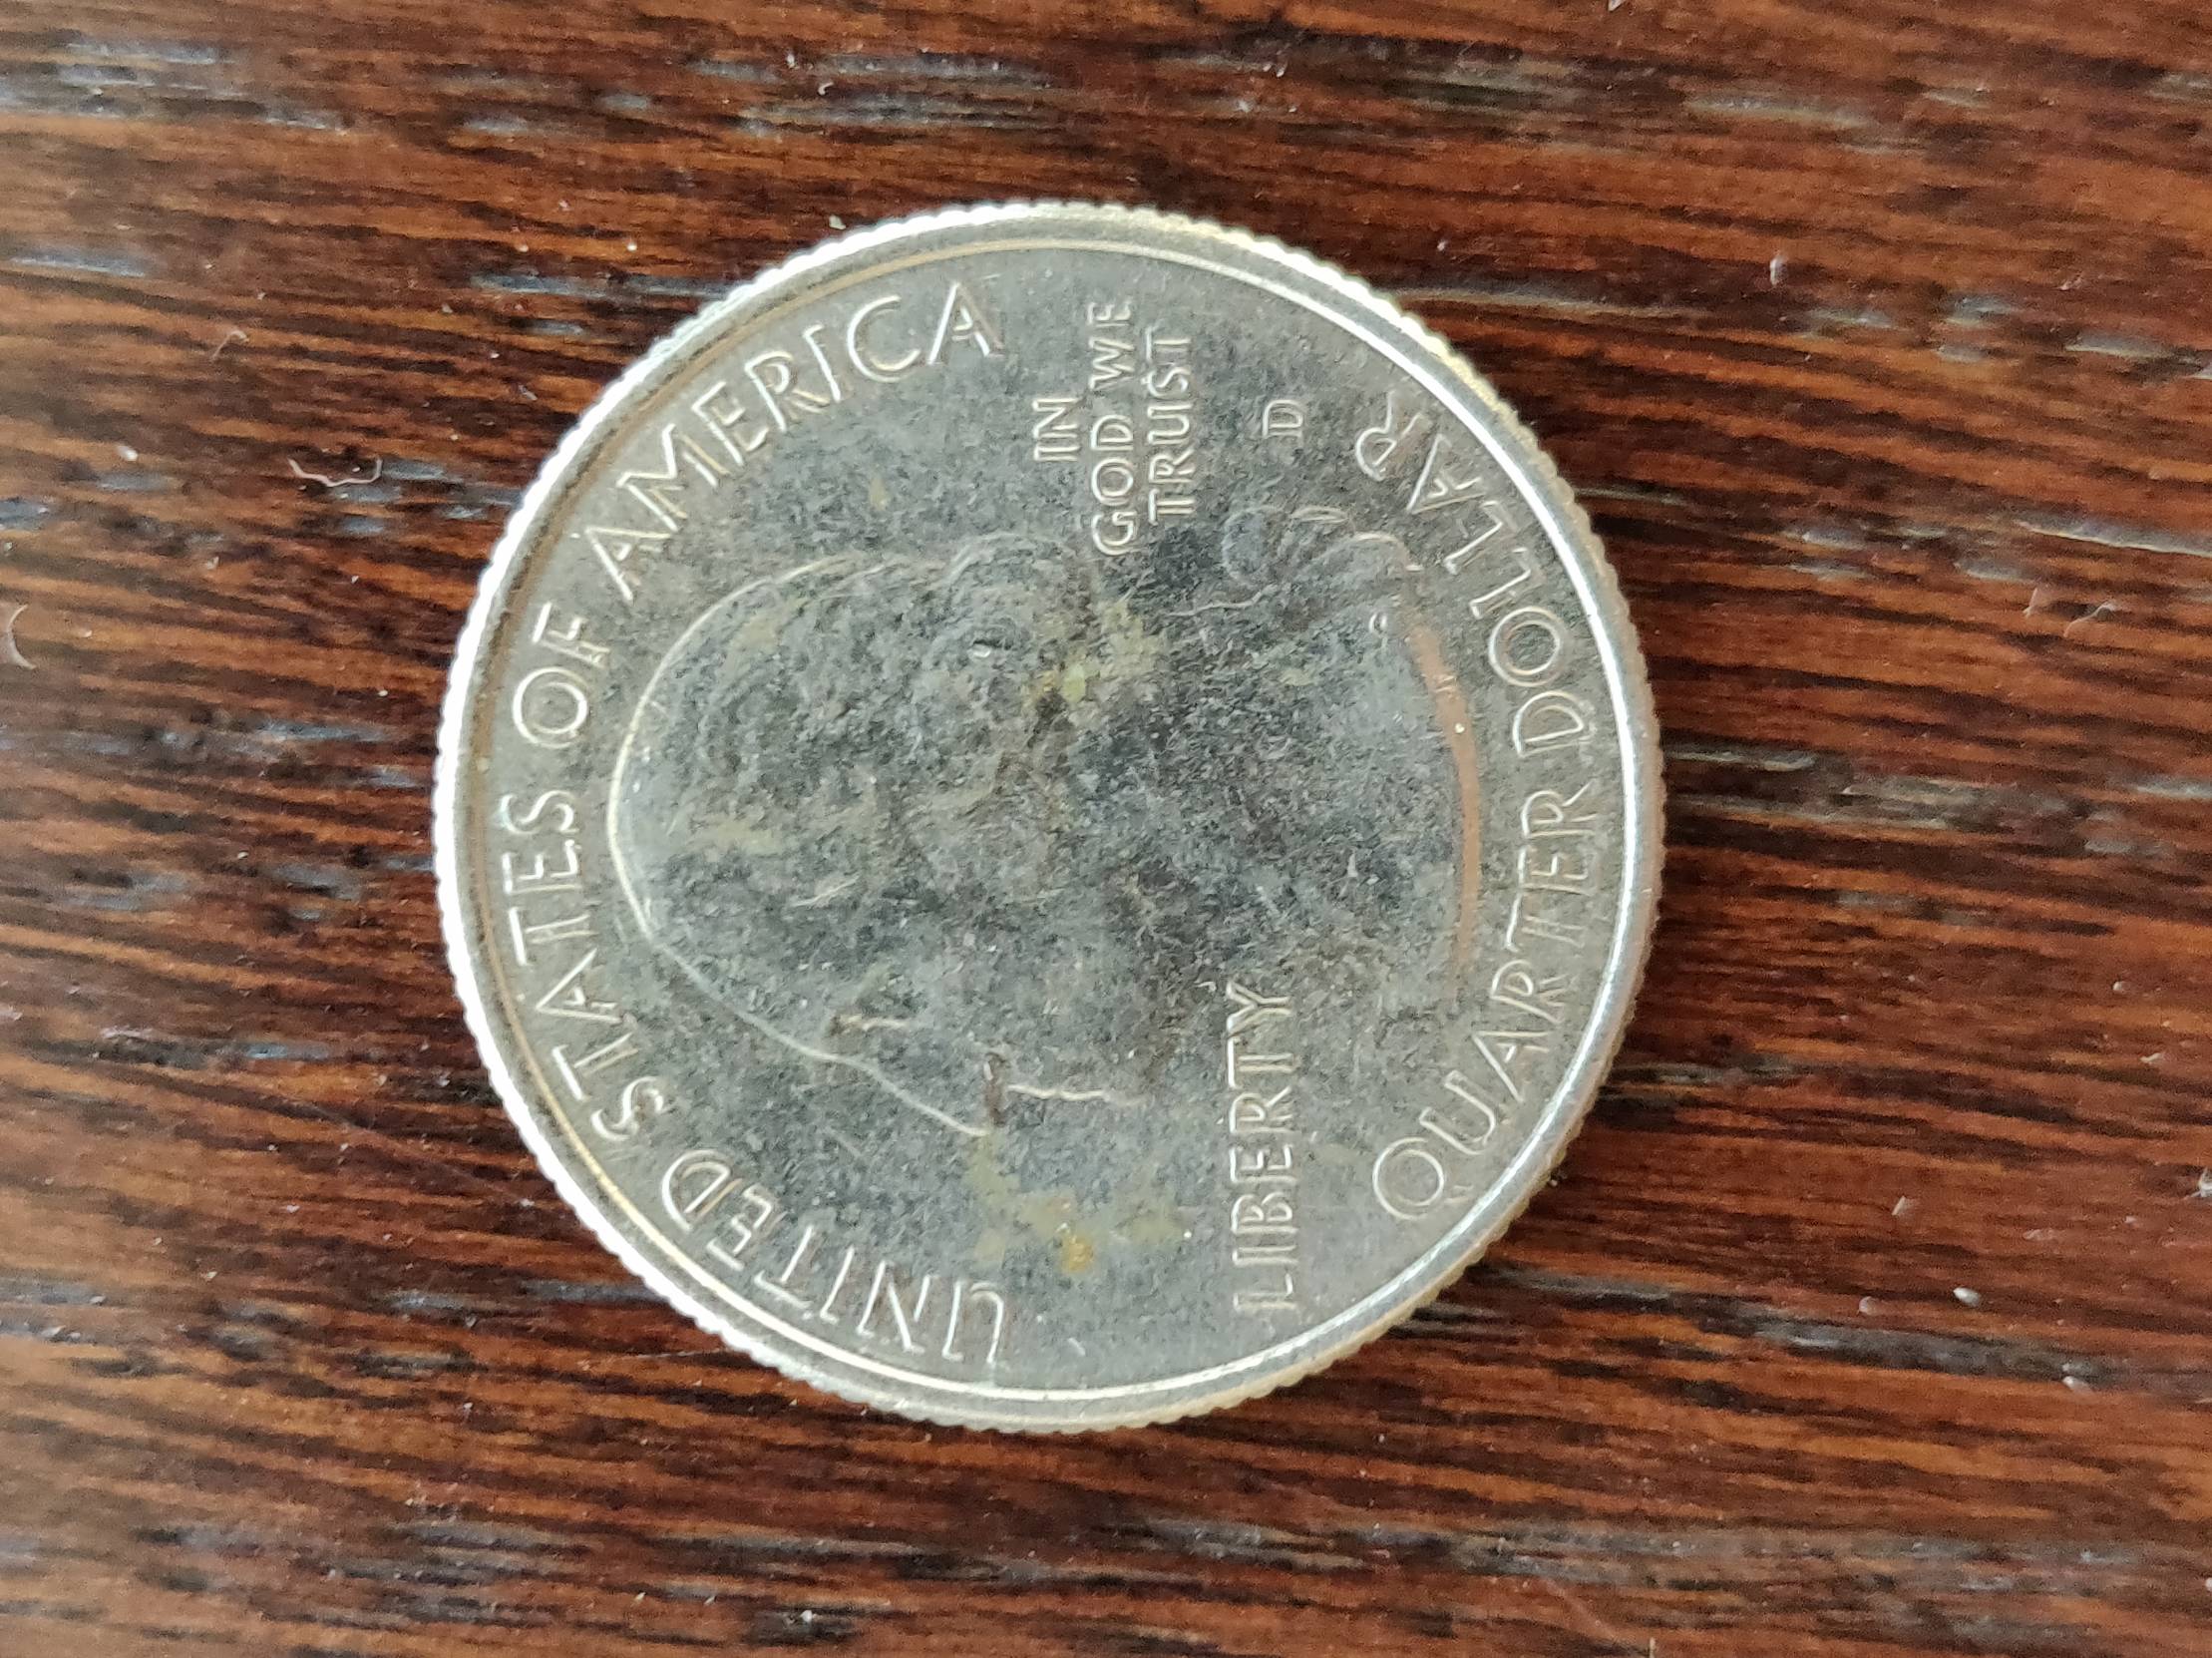 UNITED STATES OF AMERICA
LIBERTY
IN
GOD WE
TRUST
D
QUARTER DOLLAR